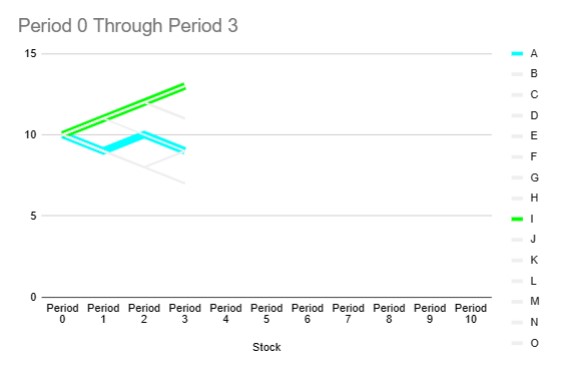 Period 0 Through Period 3
15
10
5
0
Period 0
Period 1
Period 2
Period 3
Period 4
Period 5
Period 6
Period 7
Period 8
Period 9
Period 10
Stock
A
B
C
D
E
F
G
H
I
J
K
L
M
N
O